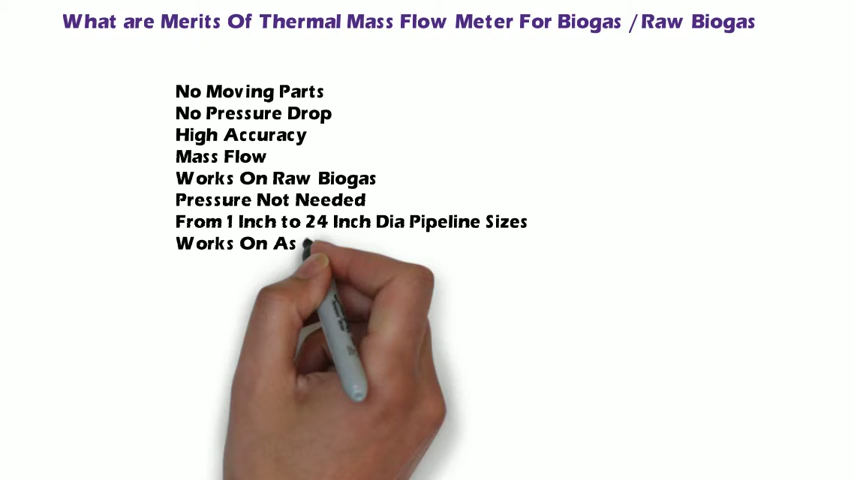 What are Merits Of Thermal Mass Flow Meter For Biogas /Raw Biogas
No Moving Parts
No Pressure Drop
High Accuracy
Mass Flow
Works On Raw Biogas
Pressure Not Needed
From 1 Inch to 24 Inch Dia Pipeline Sizes
Works On As